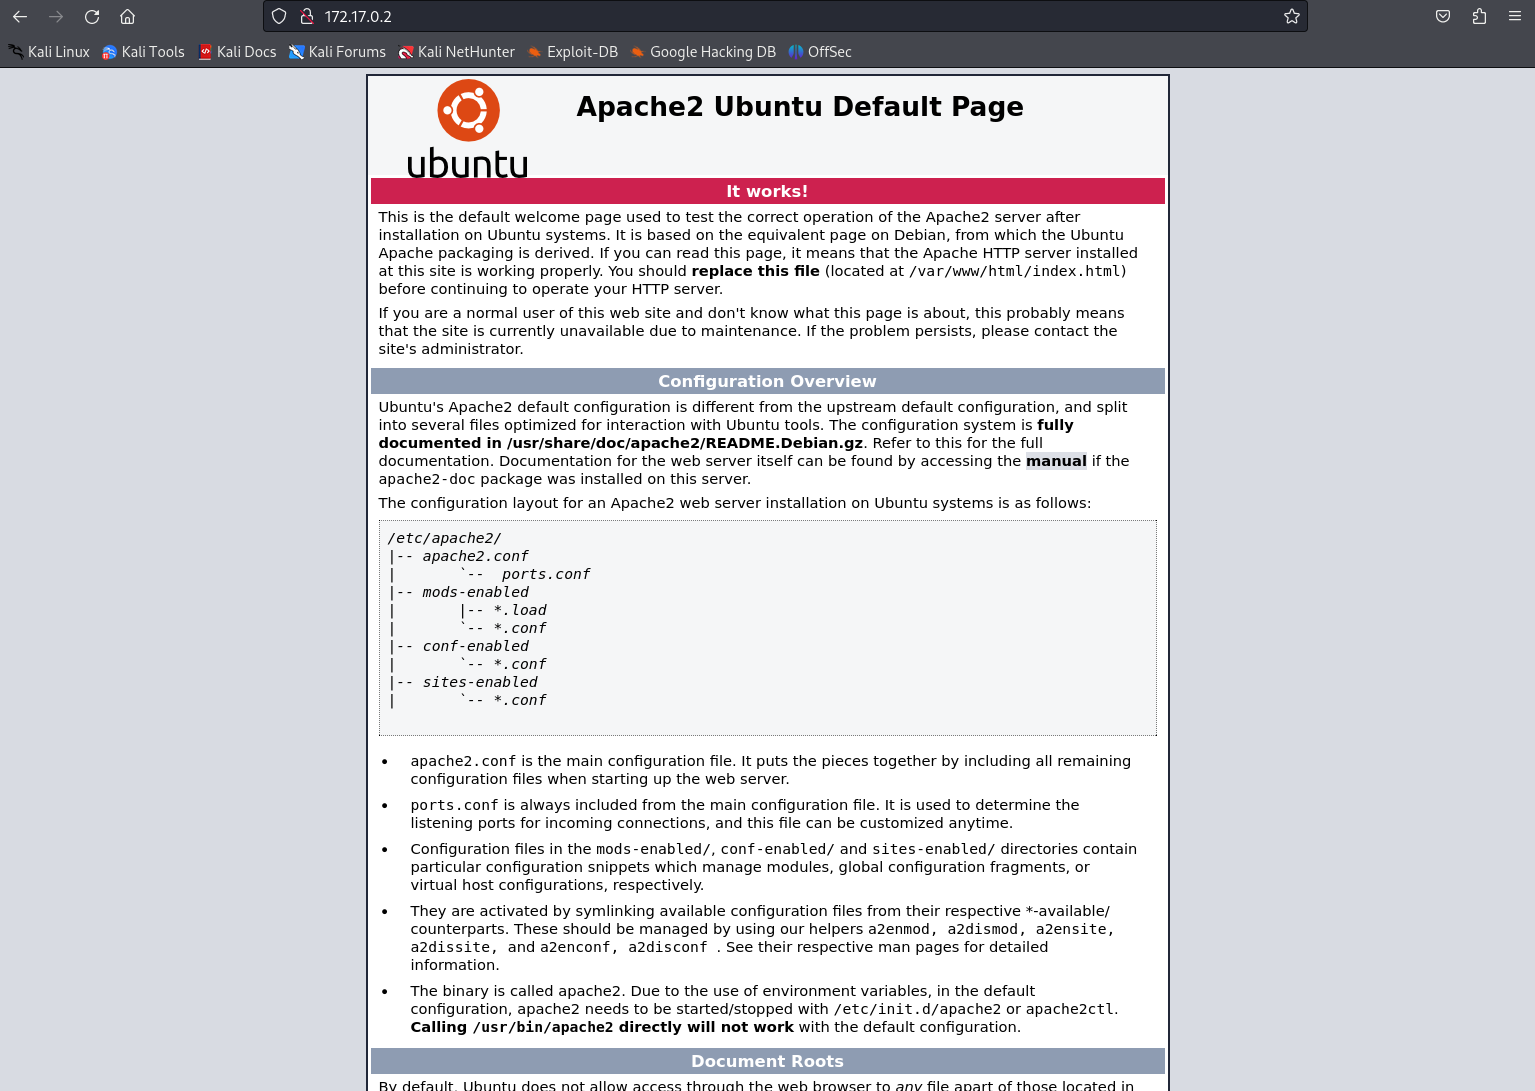 172.17.0.2
Kali Linux Kali Tools Kali Docs Kali Forums Kali NetHunter Exploit-DB Google Hacking DB OffSec
ubuntu
Apache2 Ubuntu Default Page
It works!
This is the default welcome page used to test the correct operation of the Apache2 server after
installation on Ubuntu systems. It is based on the equivalent page on Debian, from which the Ubuntu
Apache packaging is derived. If you can read this page, it means that the Apache HTTP server installed
at this site is working properly. You should replace this file (located at /var/www/html/index.html)
before continuing to operate your HTTP server.
If you are a normal user of this web site and don't know what this page is about, this probably means
that the site is currently unavailable due to maintenance. If the problem persists, please contact the
site's administrator.
Configuration Overview
Ubuntu's Apache2 default configuration is different from the upstream default configuration, and split
into several files optimized for interaction with Ubuntu tools. The configuration system is fully
documented in /usr/share/doc/apache2/README.Debian.gz. Refer to this for the full
documentation. Documentation for the web server itself can be found by accessing the manual if the
apache2-doc package was installed on this server.
The configuration layout for an Apache2 web server installation on Ubuntu systems is as follows:
/etc/apache2/
|-- apache2.conf
|       `--  ports.conf
|-- mods-enabled
|       |-- *.load
|       `-- *.conf
|-- conf-enabled
|       `-- *.conf
|-- sites-enabled
|       `-- *.conf
• apache2.conf is the main configuration file. It puts the pieces together by including all remaining
configuration files when starting up the web server.
• ports.conf is always included from the main configuration file. It is used to determine the
listening ports for incoming connections, and this file can be customized anytime.
• Configuration files in the mods-enabled/, conf-enabled/ and sites-enabled/ directories contain
particular configuration snippets which manage modules, global configuration fragments, or
virtual host configurations, respectively.
• They are activated by symlinking available configuration files from their respective *-available/
counterparts. These should be managed by using our helpers a2enmod, a2dismod, a2ensite,
a2dissite, and a2enconf, a2disconf . See their respective man pages for detailed
information.
• The binary is called apache2. Due to the use of environment variables, in the default
configuration, apache2 needs to be started/stopped with /etc/init.d/apache2 or apache2ctl.
Calling /usr/bin/apache2 directly will not work with the default configuration.
Document Roots
By default, Ubuntu does not allow access through the web browser to any file apart of those located in